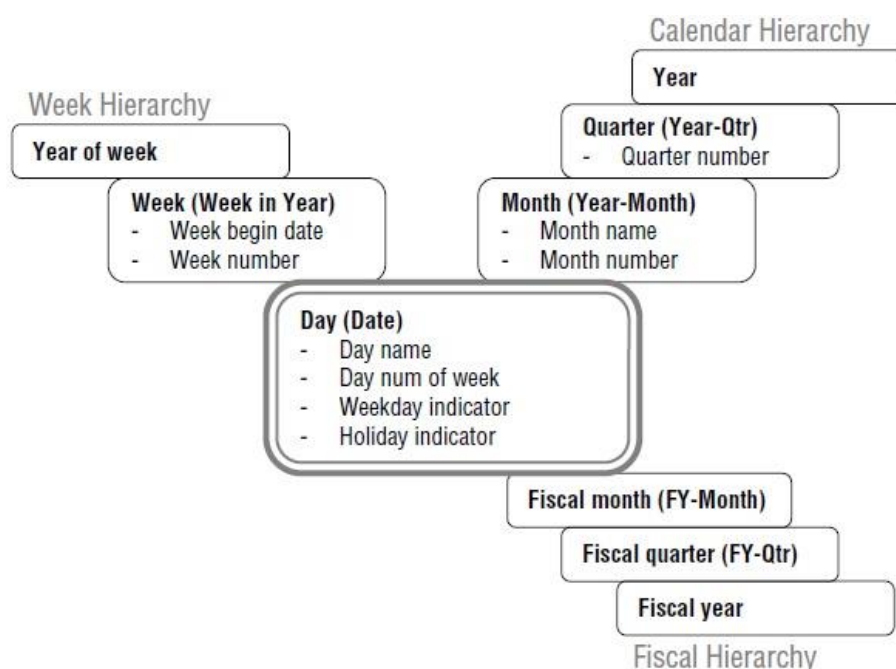 Calendar Hierarchy
Year
Quarter (Year-Qtr)
- Quarter number
Month (Year-Month)
- Month name
- Month number
Week Hierarchy
Year of week
Week (Week in Year)
- Week begin date
- Week number
Day (Date)
- Day name
- Day num of week
- Weekday indicator
- Holiday indicator
Fiscal month (FY-Month)
Fiscal quarter (FY-Qtr)
Fiscal year
Fiscal Hierarchy